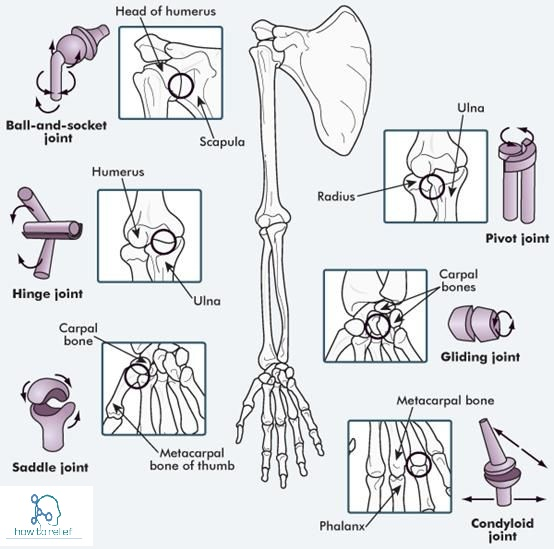 Head of humerus
Scapula
Ball-and-socket
joint
Humerus
Ulna
Hinge joint
Carpal
bone
Metacarpal
bone of thumb
Saddle joint
Ulna
Radius
Pivot joint
Carpal
bones
Gliding joint
Metacarpal bone
Phalanx
Condyloid
joint
how to relief